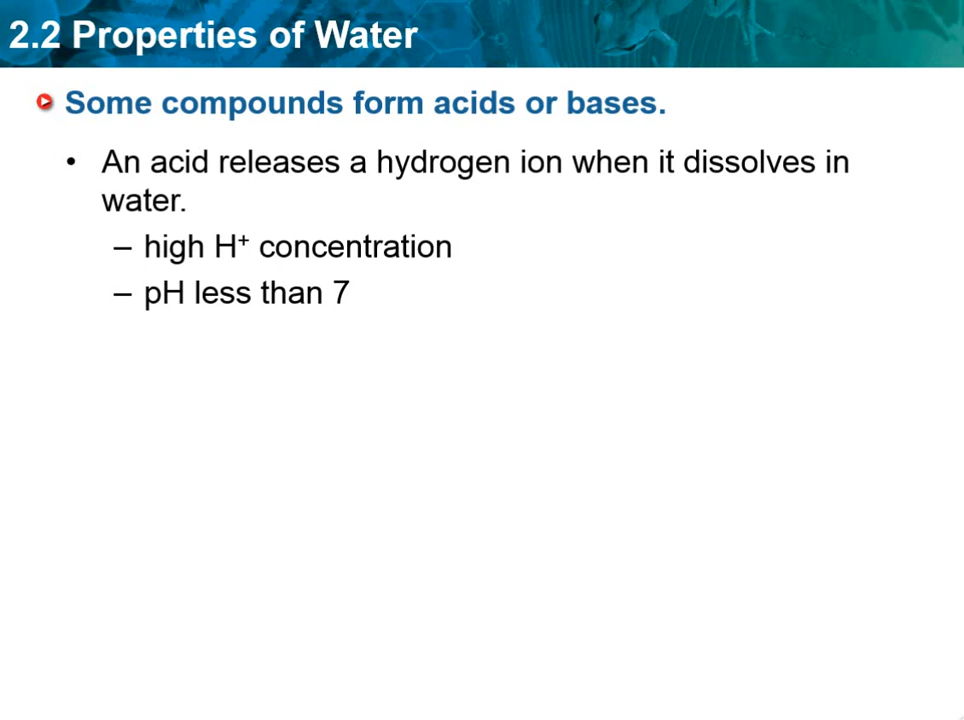 2.2 Properties of Water
Some compounds form acids or bases.
• An acid releases a hydrogen ion when it dissolves in
water.
– high H⁺ concentration
– pH less than 7